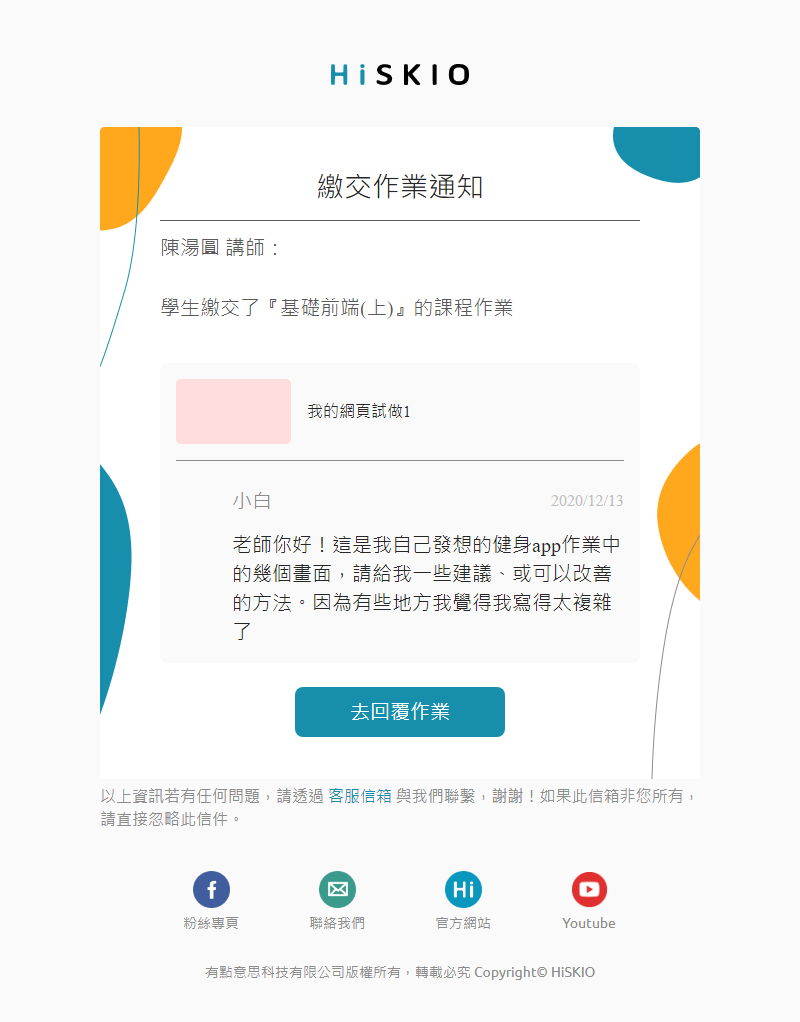 HiSKIO
繳交作業通知
陳湯圓 講師：
學生繳交了『基礎前端(上)』的課程作業
我的網頁試做1
小白
2020/12/13
老師你好！這是我自己發想的健身app作業中
的幾個畫面，請給我一些建議、或可以改善
的方法。因為有些地方我覺得我寫得太複雜
了
去回覆作業
以上資訊若有任何問題，請透過 客服信箱 與我們聯繫，謝謝！如果此信箱非您所有，
請直接忽略此信件。
Hi
粉絲專頁
聯絡我們
官方網站
Youtube
有點意思科技有限公司版權所有，轉載必究 Copyright© HiSKIO